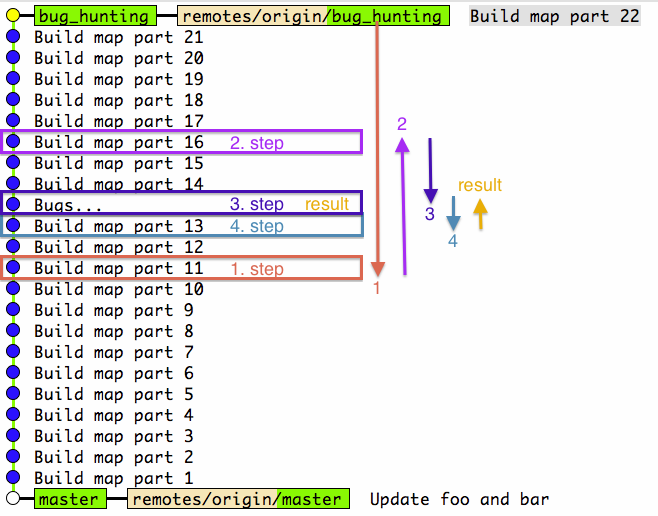 bug_hunting remotes/origin/bug_hunting Build map part 22
Build map part 21
Build map part 20
Build map part 19
Build map part 18
Build map part 17
2
Build map part 16 2. step
Build map part 15
Build map part 14
result
Bugs... 3. step result
3
Build map part 13 4. step
4
Build map part 12
Build map part 11 1. step
Build map part 10
1
Build map part 9
Build map part 8
Build map part 7
Build map part 6
Build map part 5
Build map part 4
Build map part 3
Build map part 2
Build map part 1
master remotes/origin/master Update foo and bar